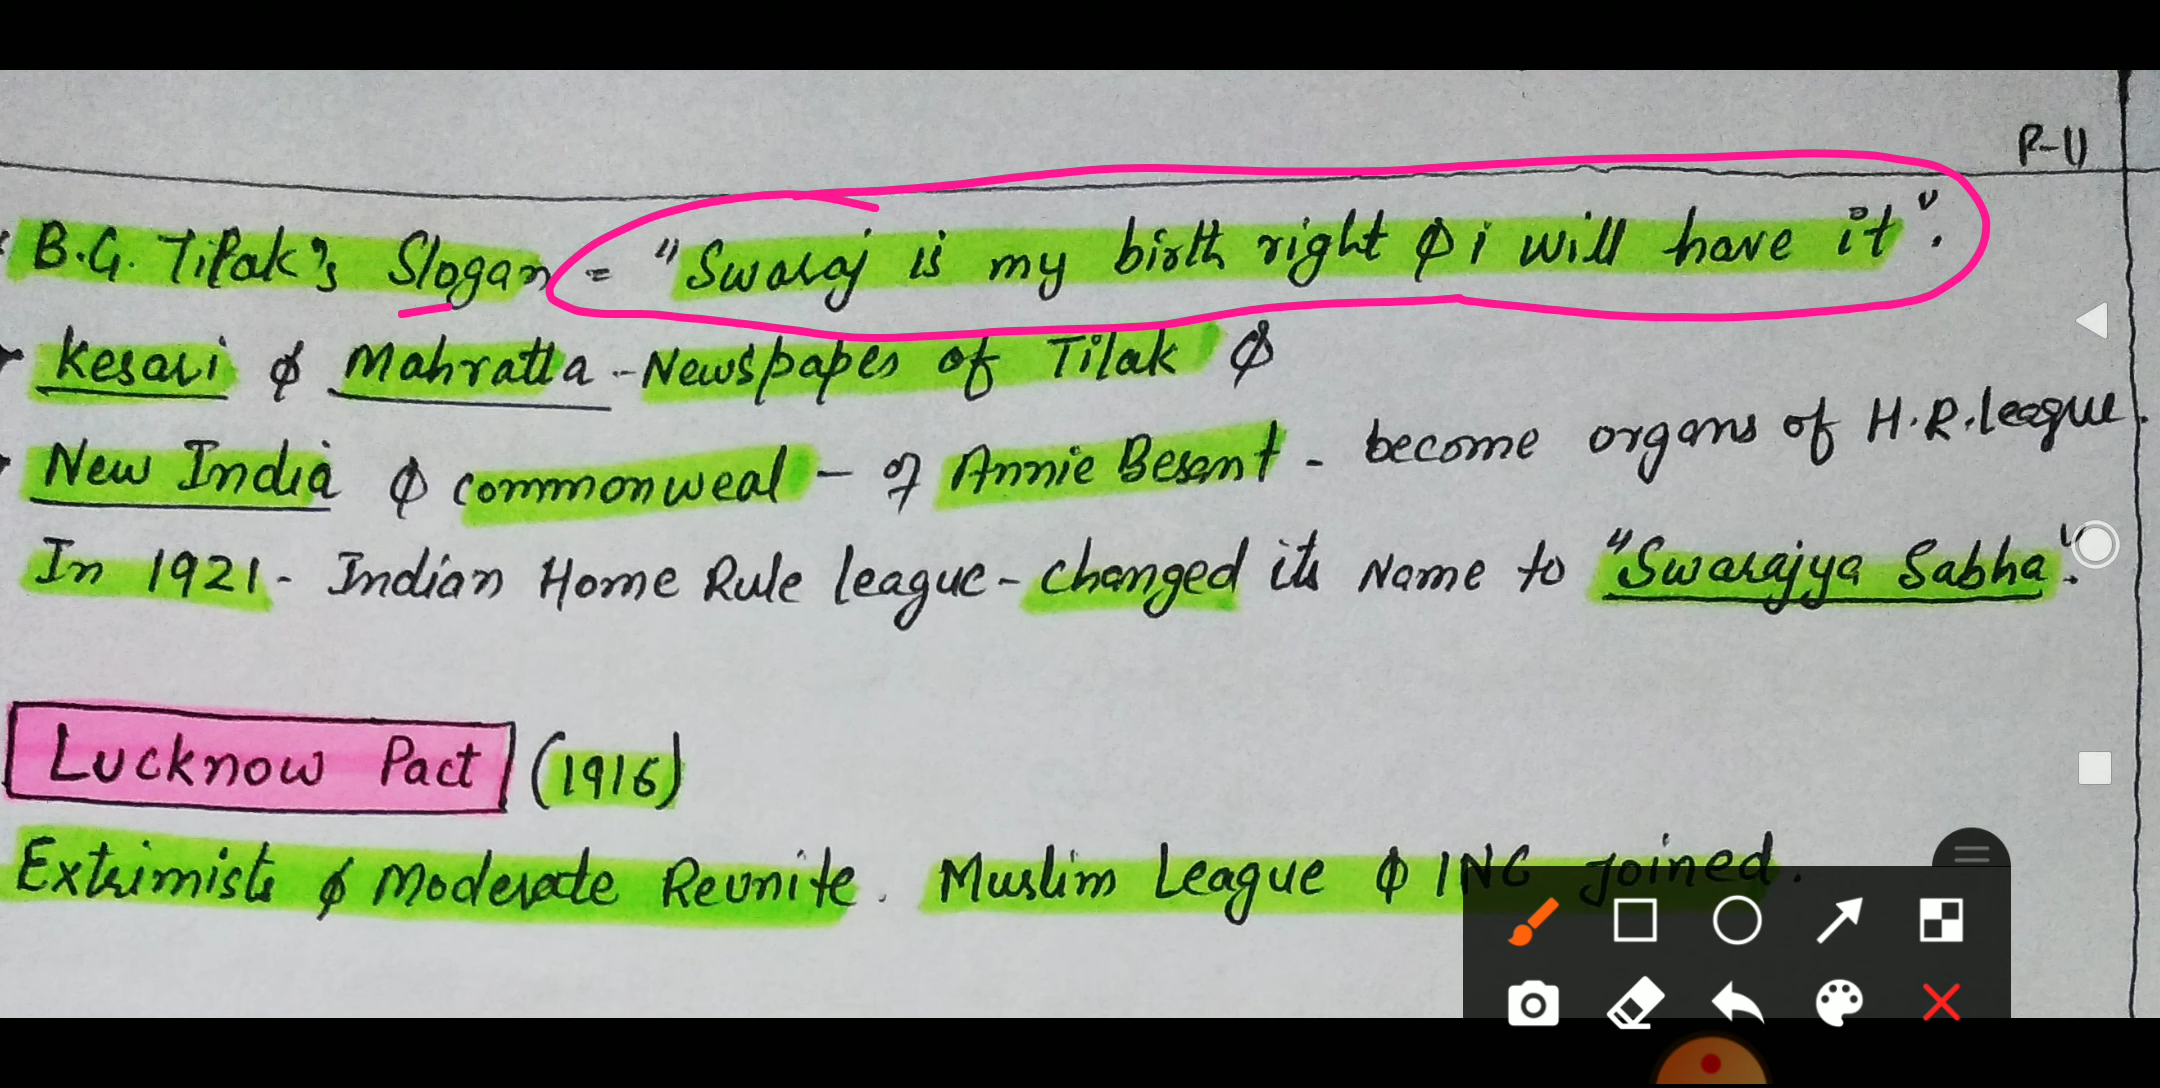 P-11
B.G. Tilak's Slogan = "Swaraj is my birth right & i will have it".
Kesari & Mahratta - Newspapes of Tilak &
New India & commonweal - of Annie Besant - become organs of H.R. league.
In 1921 - Indian Home Rule league - changed its Name to "Swarajya Sabha".
Lucknow Pact (1916)
Extrimists & Moderate Reunite. Muslim League & INC joined.